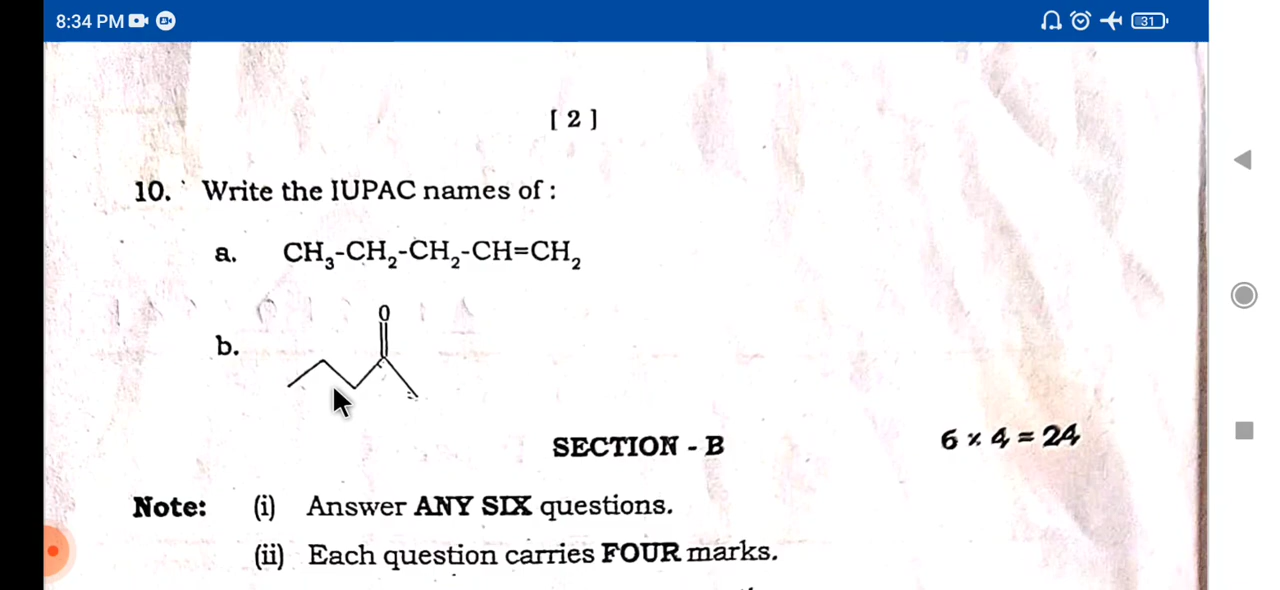 8:34 PM
31
[ 2 ]
10. Write the IUPAC names of :
a. CH₃-CH₂-CH₂-CH=CH₂
O
b.
SECTION - B
6 × 4 = 24
Note: (i) Answer ANY SIX questions.
(ii) Each question carries FOUR marks.